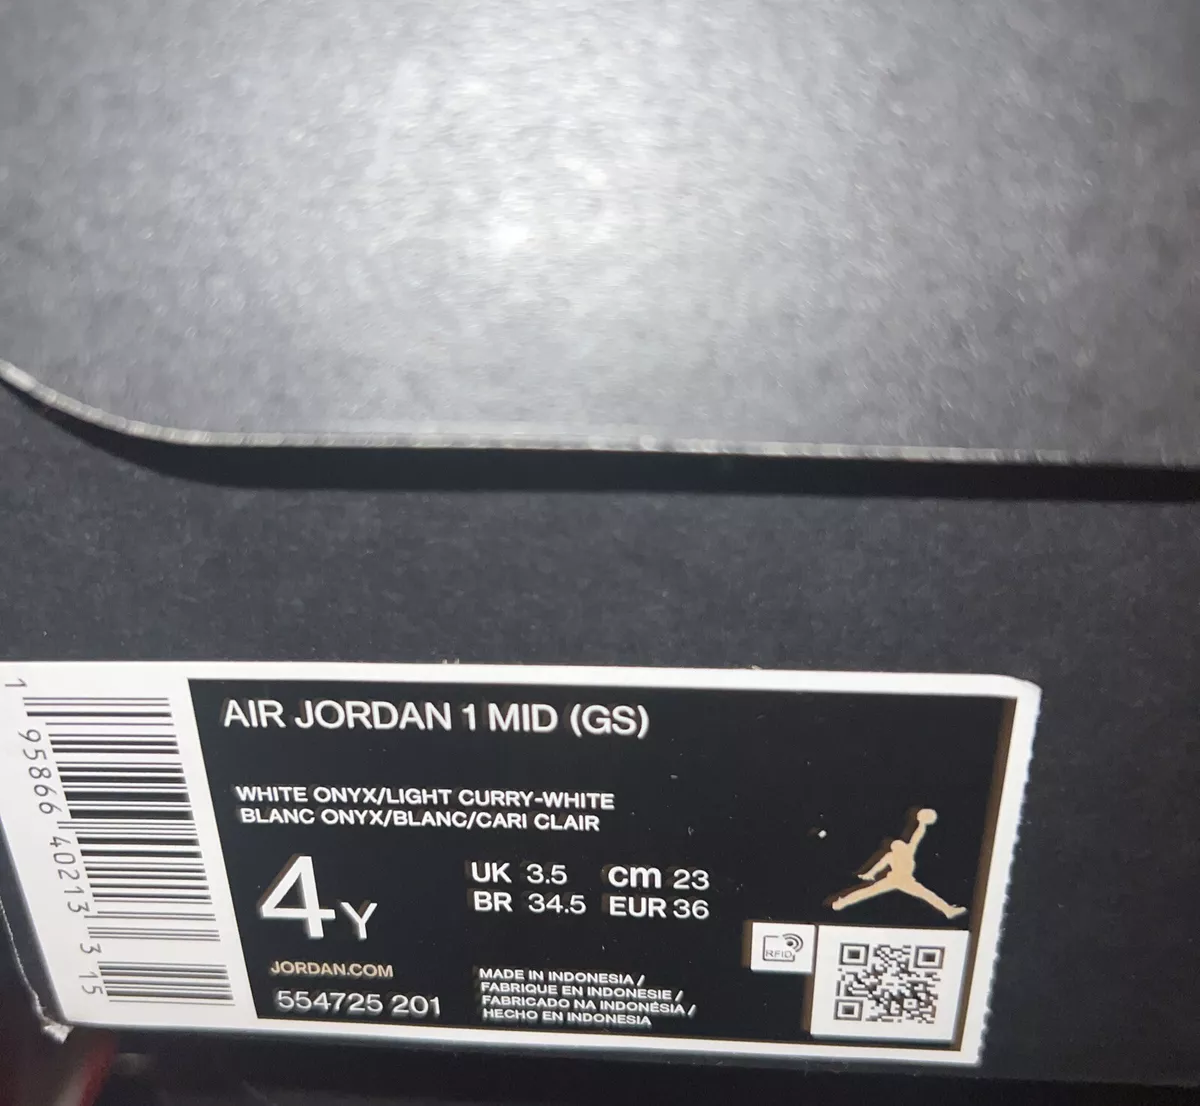 AIR JORDAN 1 MID (GS)
WHITE ONYX/LIGHT CURRY-WHITE
BLANC ONYX/BLANC/CARI CLAIR
4Y
UK 3.5 cm 23
BR 34.5 EUR 36
JORDAN.COM
554725 201
MADE IN INDONESIA /
FABRIQUE EN INDONESIE /
FABRICADO NA INDONÉSIA /
HECHO EN INDONESIA
RFID
1 95866 40213 3 15